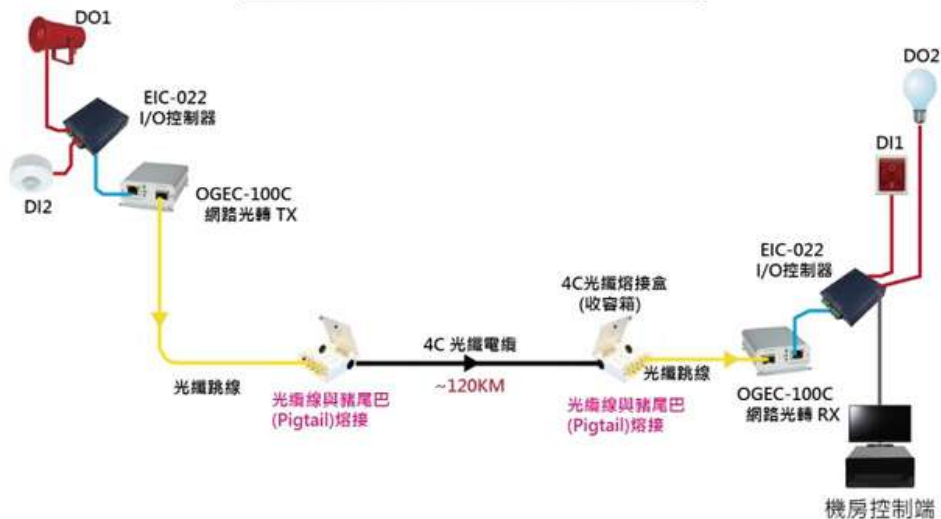 DO1
EIC-022
I/O控制器
DI2
OGEC-100C
網路光轉 TX
光纖跳線
光纜線與豬尾巴
(Pigtail)熔接
4C 光纖電纜
~120KM
4C光纖熔接盒
(收容箱)
光纜線與豬尾巴
(Pigtail)熔接
光纖跳線
OGEC-100C
網路光轉 RX
EIC-022
I/O控制器
DI1
DO2
機房控制端